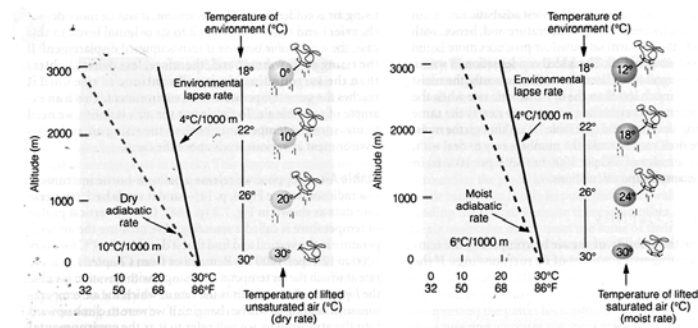 Temperature of
environment (°C)
3000
2000
1000
0
Altitude (m)
18°
22°
26°
30°
0°
10°
20°
30°
Environmental
lapse rate
4°C/1000 m
Dry
adiabatic
rate
10°C/1000 m
0 10 20 30°C
32 50 68 86°F
Temperature of lifted
unsaturated air (°C)
(dry rate)
Temperature of
environment (°C)
3000
2000
1000
0
Altitude (m)
18°
22°
26°
30°
12°
18°
24°
30°
Environmental
lapse rate
4°C/1000 m
Moist
adiabatic
rate
6°C/1000 m
0 10 20 30°C
32 50 68 86°F
Temperature of lifted
saturated air (°C)
(moist rate)